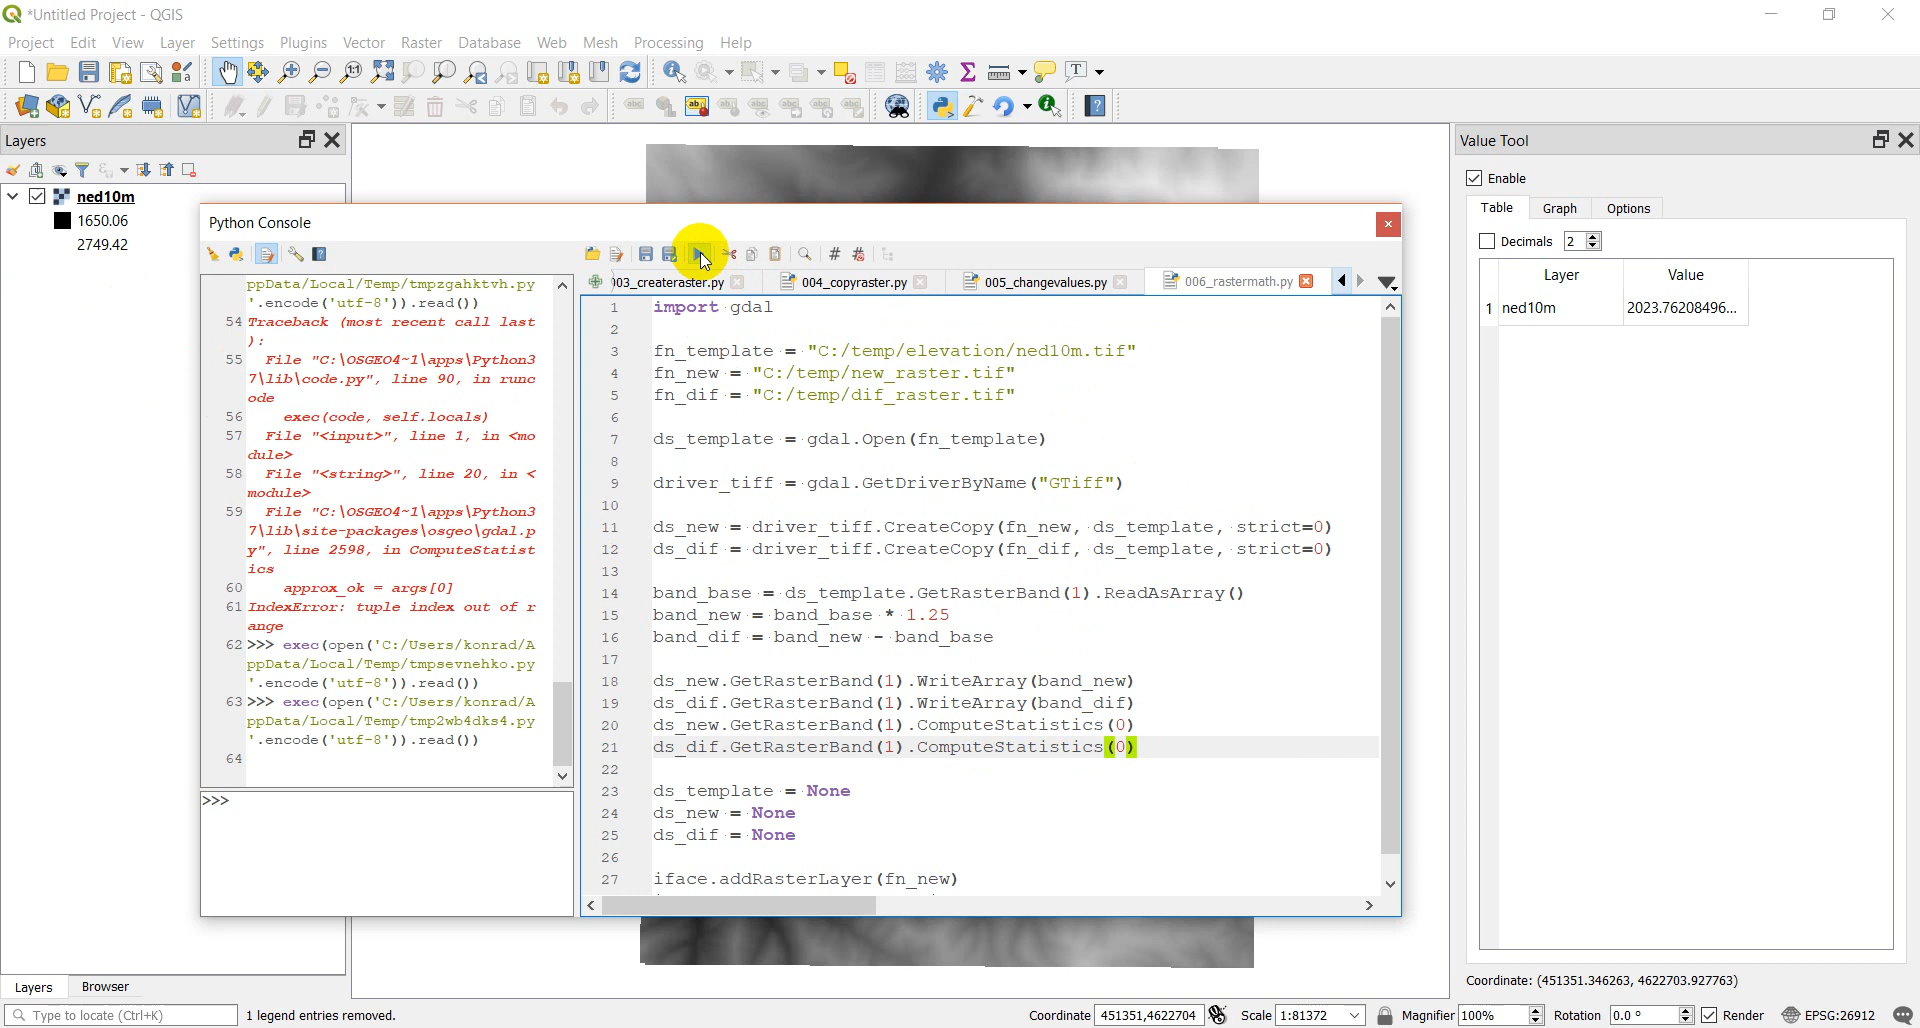 *Untitled Project - QGIS
Project Edit View Layer Settings Plugins Vector Raster Database Web Mesh Processing Help
Layers
ned10m
1650.06
2749.42
Python Console
003_createraster.py 004_copyraster.py 005_changevalues.py 006_rastermath.py
ppData/Local/Temp/tmpzgahktvh.py
'.encode('utf-8')).read())
54 Traceback (most recent call last
):
55 File "C:\OSGEO4~1\apps\Python3
7\lib\code.py", line 90, in runc
ode
56 exec(code, self.locals)
57 File "<input>", line 1, in <mo
dule>
58 File "<string>", line 20, in <
module>
59 File "C:\OSGEO4~1\apps\Python3
7\lib\site-packages\osgeo\gdal.p
y", line 2598, in ComputeStatist
ics
60 approx_ok = args[0]
61 IndexError: tuple index out of r
ange
62 >>> exec(open('C:/Users/konrad/A
ppData/Local/Temp/tmpsevnehko.py
'.encode('utf-8')).read())
63 >>> exec(open('C:/Users/konrad/A
ppData/Local/Temp/tmp2wb4dks4.py
'.encode('utf-8')).read())
64
>>>
1 import gdal
2
3 fn_template = "C:/temp/elevation/ned10m.tif"
4 fn_new = "C:/temp/new_raster.tif"
5 fn_dif = "C:/temp/dif_raster.tif"
6
7 ds_template = gdal.Open(fn_template)
8
9 driver_tiff = gdal.GetDriverByName("GTiff")
10
11 ds_new = driver_tiff.CreateCopy(fn_new, ds_template, strict=0)
12 ds_dif = driver_tiff.CreateCopy(fn_dif, ds_template, strict=0)
13
14 band_base = ds_template.GetRasterBand(1).ReadAsArray()
15 band_new = band_base * 1.25
16 band_dif = band_new - band_base
17
18 ds_new.GetRasterBand(1).WriteArray(band_new)
19 ds_dif.GetRasterBand(1).WriteArray(band_dif)
20 ds_new.GetRasterBand(1).ComputeStatistics(0)
21 ds_dif.GetRasterBand(1).ComputeStatistics(0)
22
23 ds_template = None
24 ds_new = None
25 ds_dif = None
26
27 iface.addRasterLayer(fn_new)
Value Tool
Enable
Table Graph Options
Decimals 2
Layer Value
1 ned10m 2023.76208496...
Coordinate: (451351.346263, 4622703.927763)
Layers Browser
Type to locate (Ctrl+K) 1 legend entries removed. Coordinate 451351,4622704 Scale 1:81372 Magnifier 100% Rotation 0.0 ° Render EPSG:26912